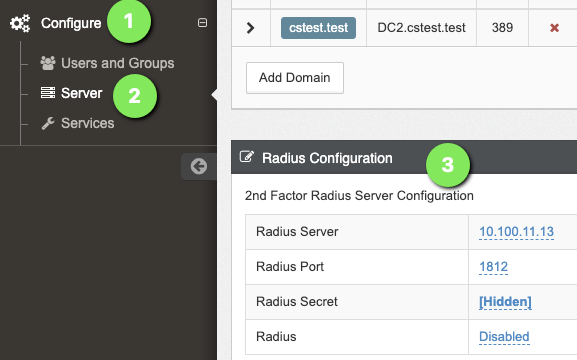 Configure 1
Users and Groups
Server 2
Services
cstest.test DC2.cstest.test 389
Add Domain
Radius Configuration 3
2nd Factor Radius Server Configuration
Radius Server 10.100.11.13
Radius Port 1812
Radius Secret [Hidden]
Radius Disabled